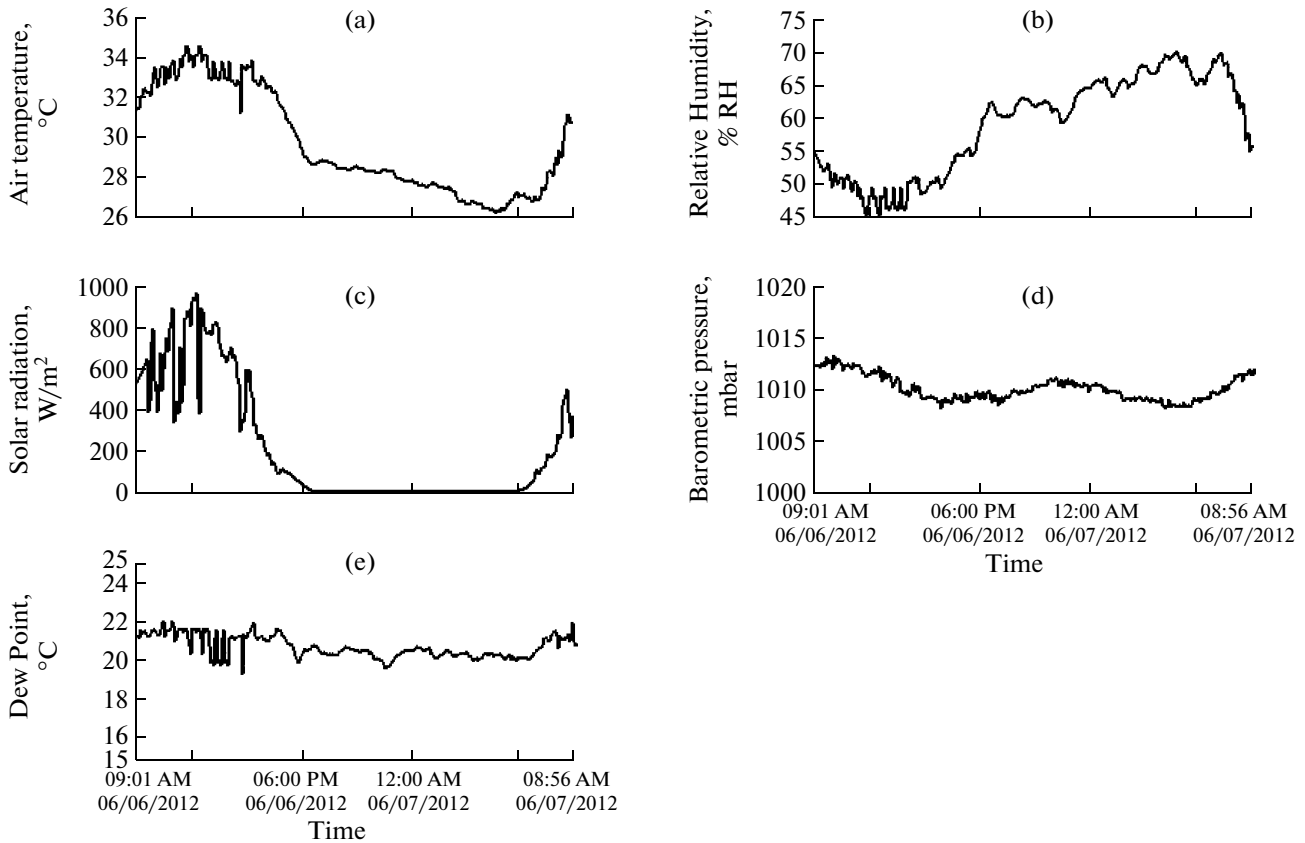 (a)
Air temperature,
°C
36
34
32
30
28
26
(b)
Relative Humidity,
% RH
75
70
65
60
55
50
45
(c)
Solar radiation,
W/m²
1000
800
600
400
200
0
(d)
Barometric pressure,
mbar
1020
1015
1010
1005
1000
09:01 AM 06:00 PM 12:00 AM 08:56 AM
06/06/2012 06/06/2012 06/07/2012 06/07/2012
Time
(e)
Dew Point,
°C
25
24
22
20
18
16
15
09:01 AM 06:00 PM 12:00 AM 08:56 AM
06/06/2012 06/06/2012 06/07/2012 06/07/2012
Time